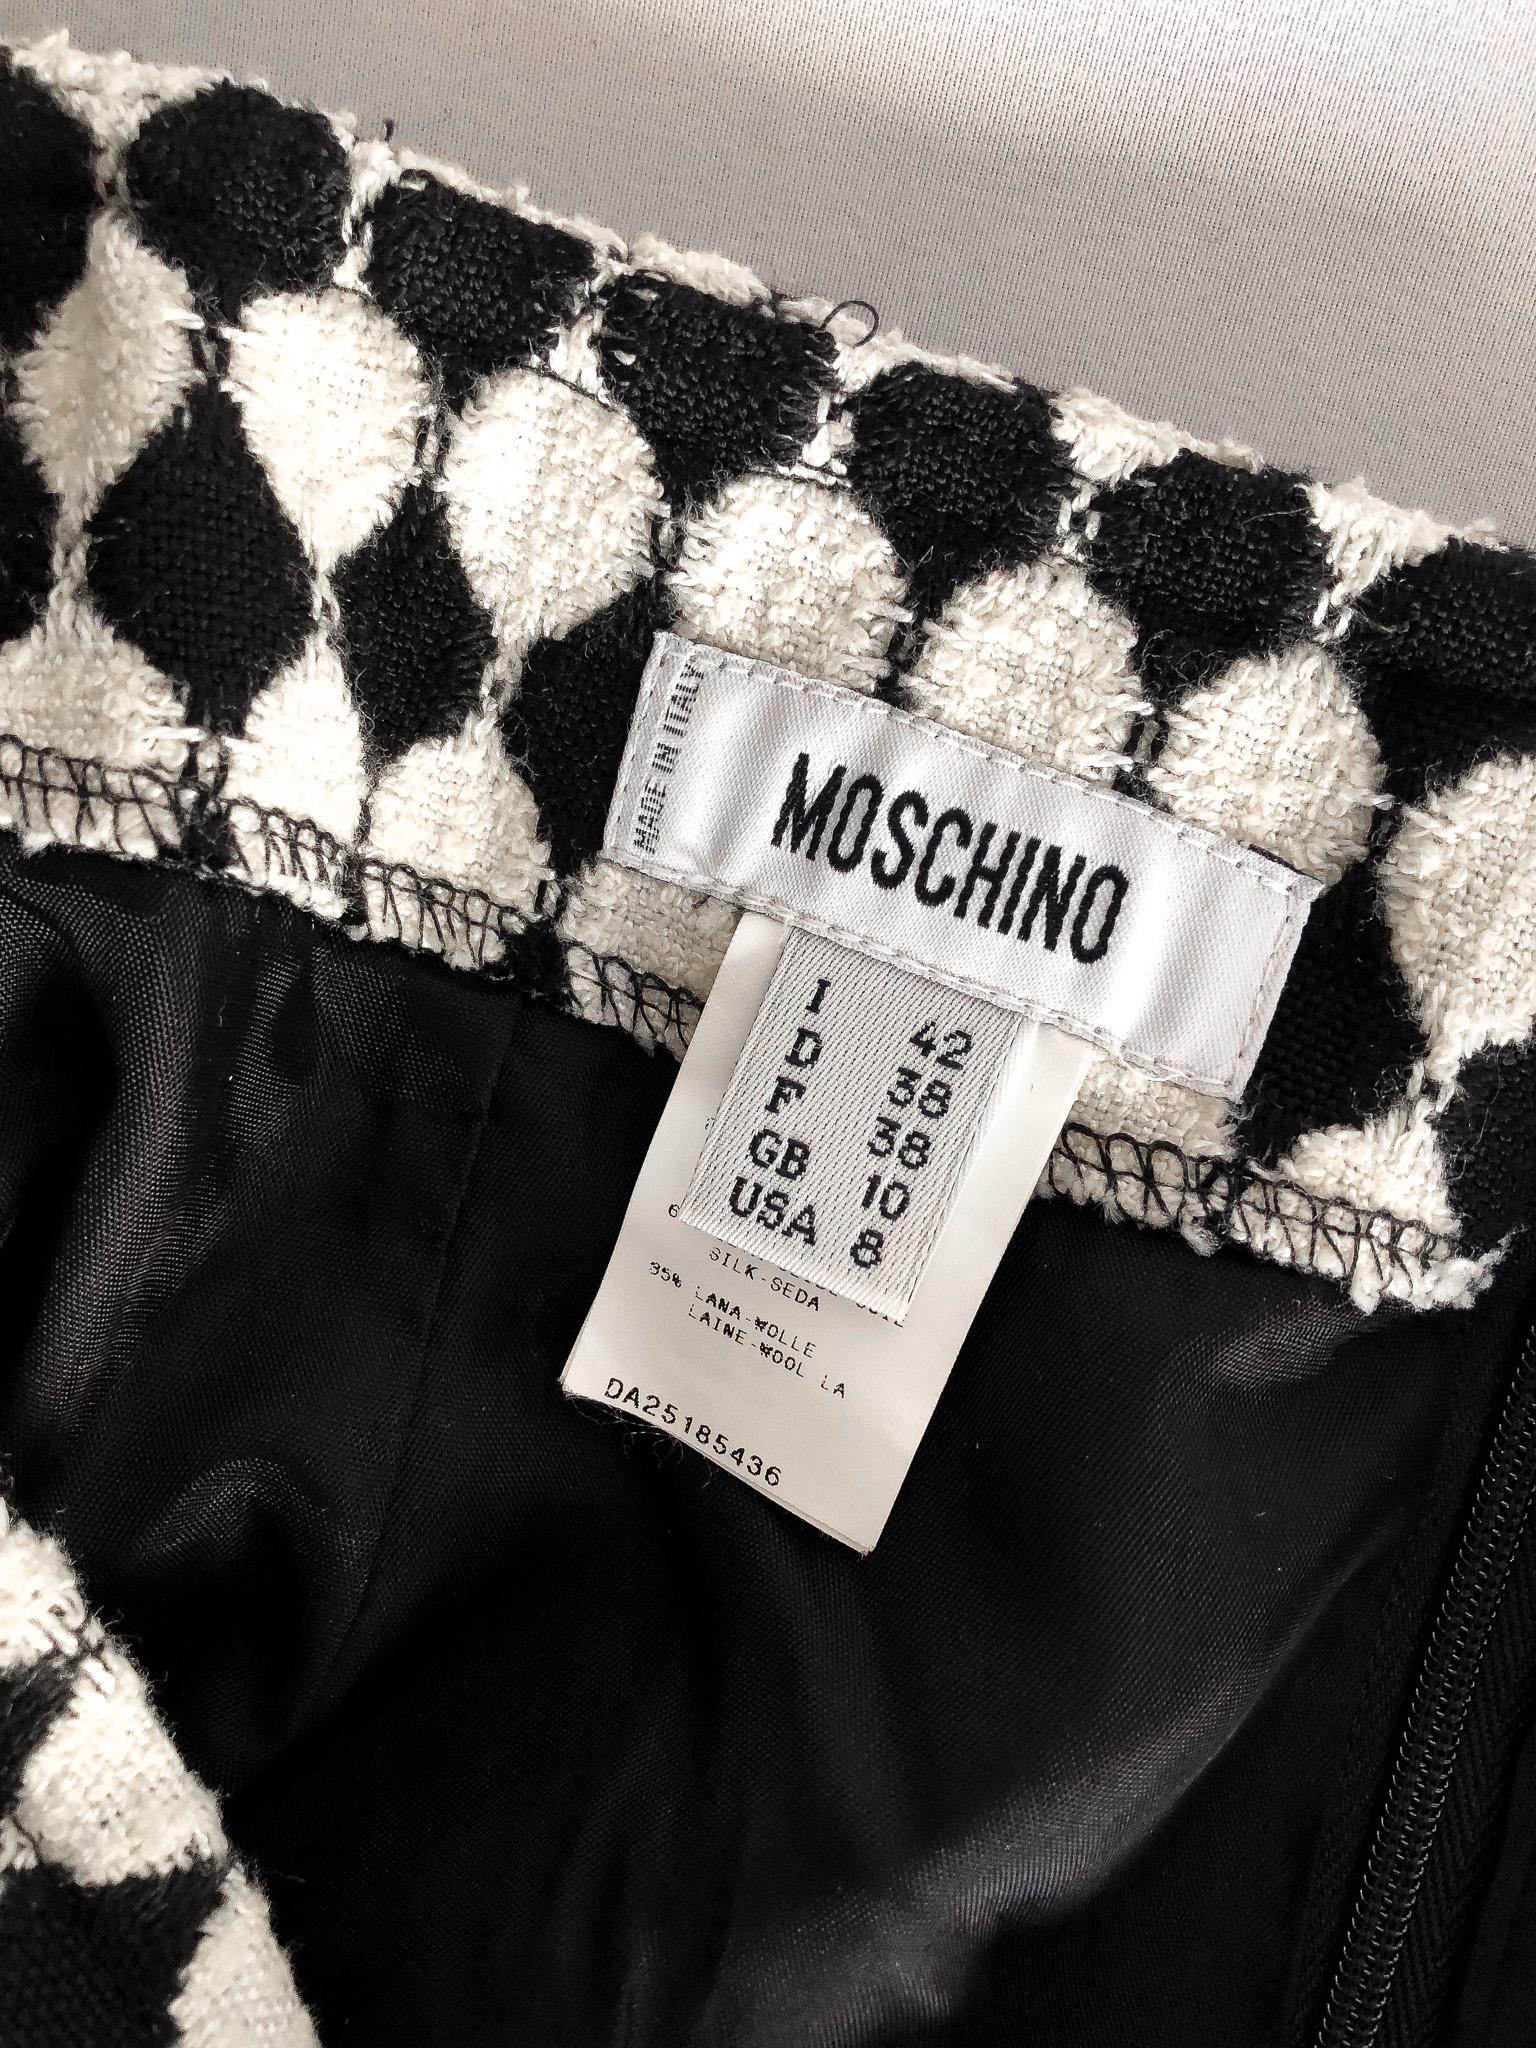 MADE IN ITALY
MOSCHINO
I 42
D 38
F 38
GB 10
USA 8
SILK-SEDA
35% LANA-WOLLE
LAINE-WOOL LA
DA25185436